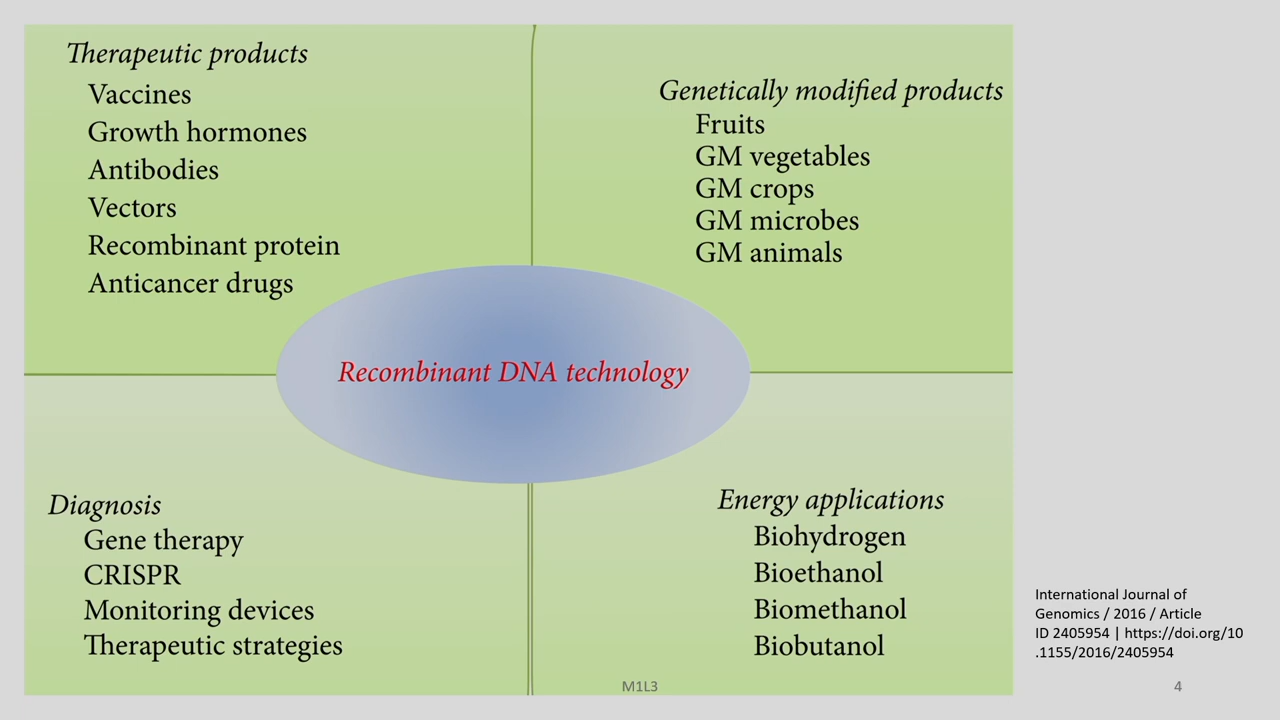 Therapeutic products
Vaccines
Growth hormones
Antibodies
Vectors
Recombinant protein
Anticancer drugs
Genetically modified products
Fruits
GM vegetables
GM crops
GM microbes
GM animals
Recombinant DNA technology
Diagnosis
Gene therapy
CRISPR
Monitoring devices
Therapeutic strategies
Energy applications
Biohydrogen
Bioethanol
Biomethanol
Biobutanol
International Journal of
Genomics / 2016 / Article
ID 2405954 | https://doi.org/10
.1155/2016/2405954
M1L3
4